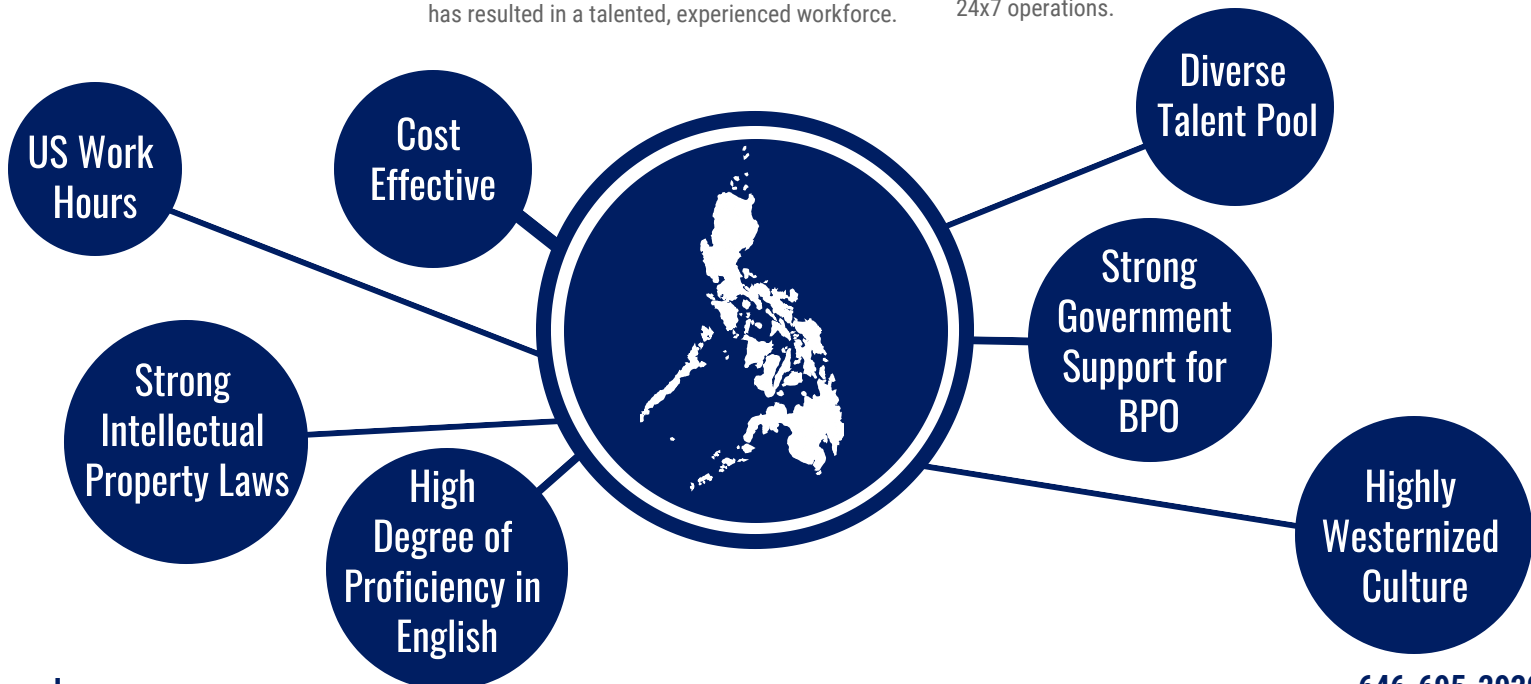 has resulted in a talented, experienced workforce.
24x7 operations.
US Work
Hours
Cost
Effective
Diverse
Talent Pool
Strong
Government
Support for
BPO
Strong
Intellectual
Property Laws
High
Degree of
Proficiency in
English
Highly
Westernized
Culture